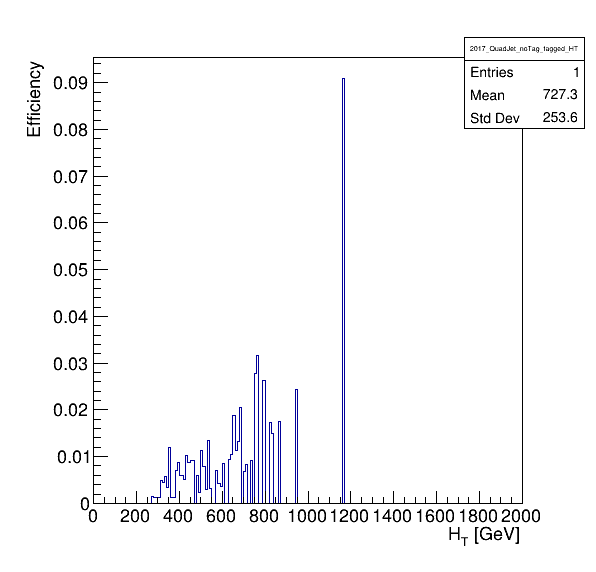 2017_QuadJet_noTag_tagged_HT
Entries 1
Mean 727.3
Std Dev 253.6
Efficiency
0.09
0.08
0.07
0.06
0.05
0.04
0.03
0.02
0.01
0
0 200 400 600 800 1000 1200 1400 1600 1800 2000
H_T [GeV]